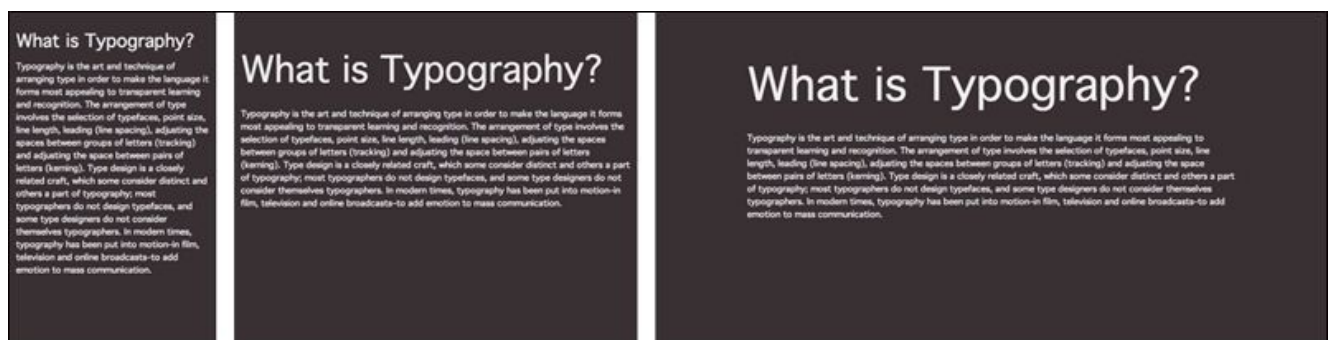 What is Typography?
Typography is the art and technique of
arranging type in order to make the language it
forms most appealing to transparent learning
and recognition. The arrangement of type
involves the selection of typefaces, point size,
line length, leading (line spacing), adjusting the
spaces between groups of letters (tracking)
and adjusting the space between pairs of
letters (kerning). Type design is a closely
related craft, which some consider distinct and
others a part of typography; most
typographers do not design typefaces, and
some type designers do not consider
themselves typographers. In modern times,
typography has been put into motion-in film,
television and online broadcasts-to add
emotion to mass communication.
What is Typography?
Typography is the art and technique of arranging type in order to make the language it forms
most appealing to transparent learning and recognition. The arrangement of type involves the
selection of typefaces, point size, line length, leading (line spacing), adjusting the spaces
between groups of letters (tracking) and adjusting the space between pairs of letters
(kerning). Type design is a closely related craft, which some consider distinct and others a part
of typography; most typographers do not design typefaces, and some type designers do not
consider themselves typographers. In modern times, typography has been put into motion-in
film, television and online broadcasts-to add emotion to mass communication.
What is Typography?
Typography is the art and technique of arranging type in order to make the language it forms most appealing to
transparent learning and recognition. The arrangement of type involves the selection of typefaces, point size, line
length, leading (line spacing), adjusting the spaces between groups of letters (tracking) and adjusting the space
between pairs of letters (kerning). Type design is a closely related craft, which some consider distinct and others a part
of typography; most typographers do not design typefaces, and some type designers do not consider themselves
typographers. In modern times, typography has been put into motion-in film, television and online broadcasts-to add
emotion to mass communication.